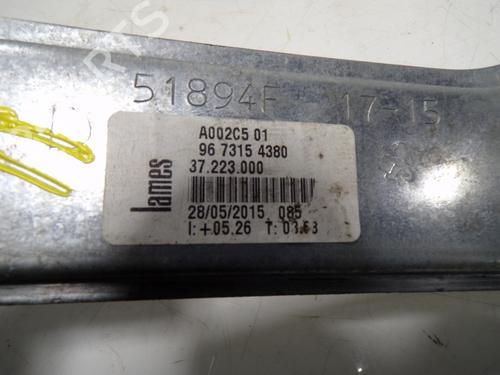 51894F 17-15
A002C5 01
96 7315 4380
37.223.000
lames
28/05/2015 085
I: +05.26 T: 03.53